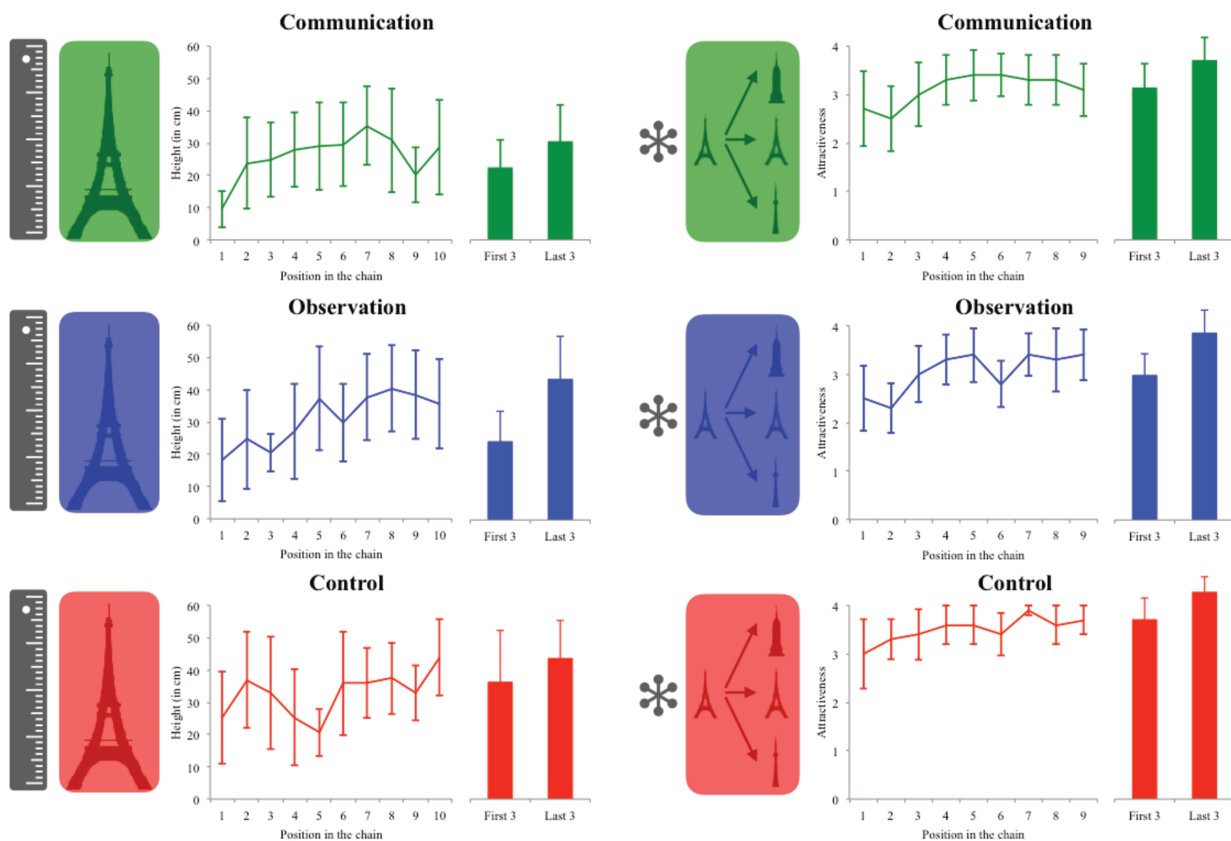 Communication
Height (in cm)
60
50
40
30
20
10
0
1 2 3 4 5 6 7 8 9 10
Position in the chain
First 3 Last 3
Communication
Attractiveness
4
3
2
1
0
1 2 3 4 5 6 7 8 9
Position in the chain
First 3 Last 3
Observation
Height (in cm)
60
50
40
30
20
10
0
1 2 3 4 5 6 7 8 9 10
Position in the chain
First 3 Last 3
Observation
Attractiveness
4
3
2
1
0
1 2 3 4 5 6 7 8 9
Position in the chain
First 3 Last 3
Control
Height (in cm)
60
50
40
30
20
10
0
1 2 3 4 5 6 7 8 9 10
Position in the chain
First 3 Last 3
Control
Attractiveness
4
3
2
1
0
1 2 3 4 5 6 7 8 9
Position in the chain
First 3 Last 3